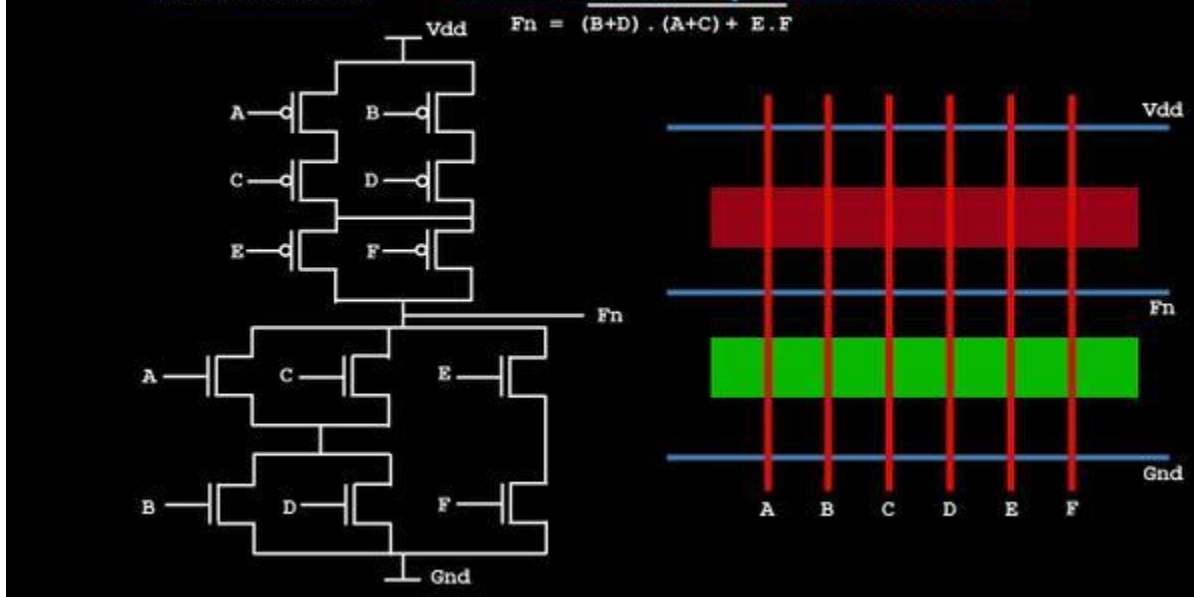 Fn = (B+D).(A+C)+ E.F
Vdd
A
B
C
D
E
F
Fn
A
C
E
B
D
F
Gnd
Vdd
Fn
Gnd
A B C D E F